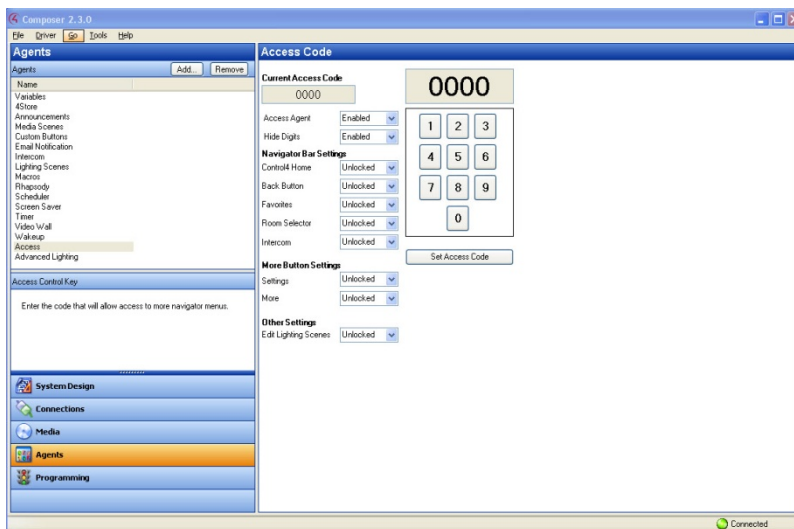 Composer 2.3.0
File Driver Go Tools Help
Agents
Agents Add... Remove
Name
Variables
4Store
Announcements
Media Scenes
Custom Buttons
Email Notification
Intercom
Lighting Scenes
Macros
Rhapsody
Scheduler
Screen Saver
Timer
Video Wall
Wakeup
Access
Advanced Lighting
Access Control Key
Enter the code that will allow access to more navigator menus.
System Design
Connections
Media
Agents
Programming
Access Code
Current Access Code
0000
Access Agent Enabled
Hide Digits Enabled
Navigator Bar Settings
Control4 Home Unlocked
Back Button Unlocked
Favorites Unlocked
Room Selector Unlocked
Intercom Unlocked
More Button Settings
Settings Unlocked
More Unlocked
Other Settings
Edit Lighting Scenes Unlocked
0000
1 2 3
4 5 6
7 8 9
0
Set Access Code
Connected